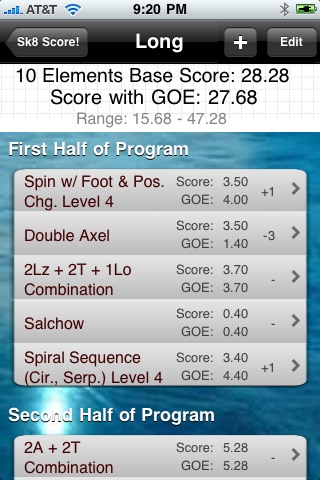 AT&T 9:20 PM
Sk8 Score! Long + Edit
10 Elements Base Score: 28.28
Score with GOE: 27.68
Range: 15.68 - 47.28
First Half of Program
Spin w/ Foot & Pos. Score: 3.50
Chg. Level 4 GOE: 4.00 +1
Double Axel Score: 3.50
GOE: 1.40 -3
2Lz + 2T + 1Lo Score: 3.70
Combination GOE: 3.70 -
Salchow Score: 0.40
GOE: 0.40 -
Spiral Sequence Score: 3.40
(Cir., Serp.) Level 4 GOE: 4.40 +1
Second Half of Program
2A + 2T Score: 5.28
Combination GOE: 5.28 -